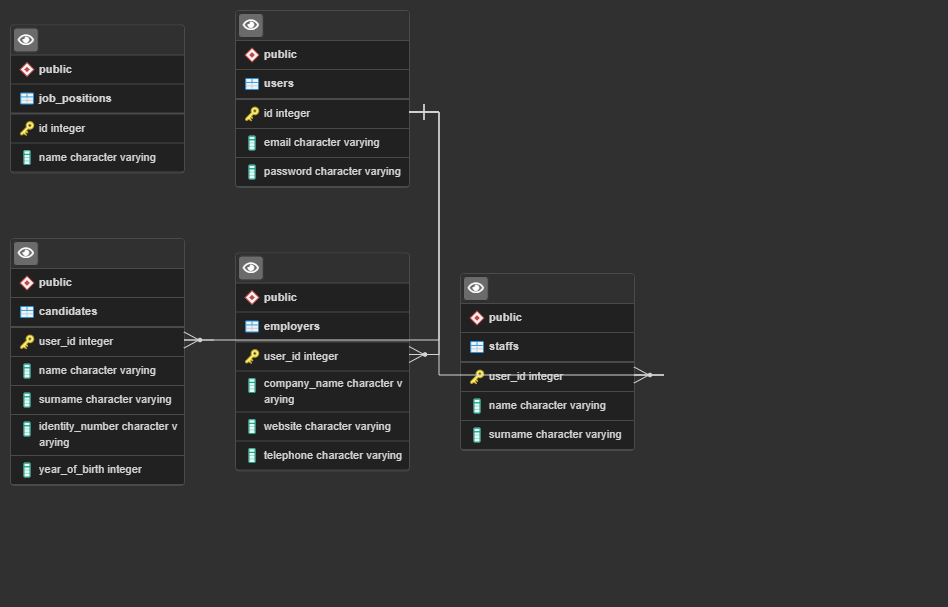 public
job_positions
id integer
name character varying
public
users
id integer
email character varying
password character varying
public
candidates
user_id integer
name character varying
surname character varying
identity_number character v
arying
year_of_birth integer
public
employers
user_id integer
company_name character v
arying
website character varying
telephone character varying
public
staffs
user_id integer
name character varying
surname character varying